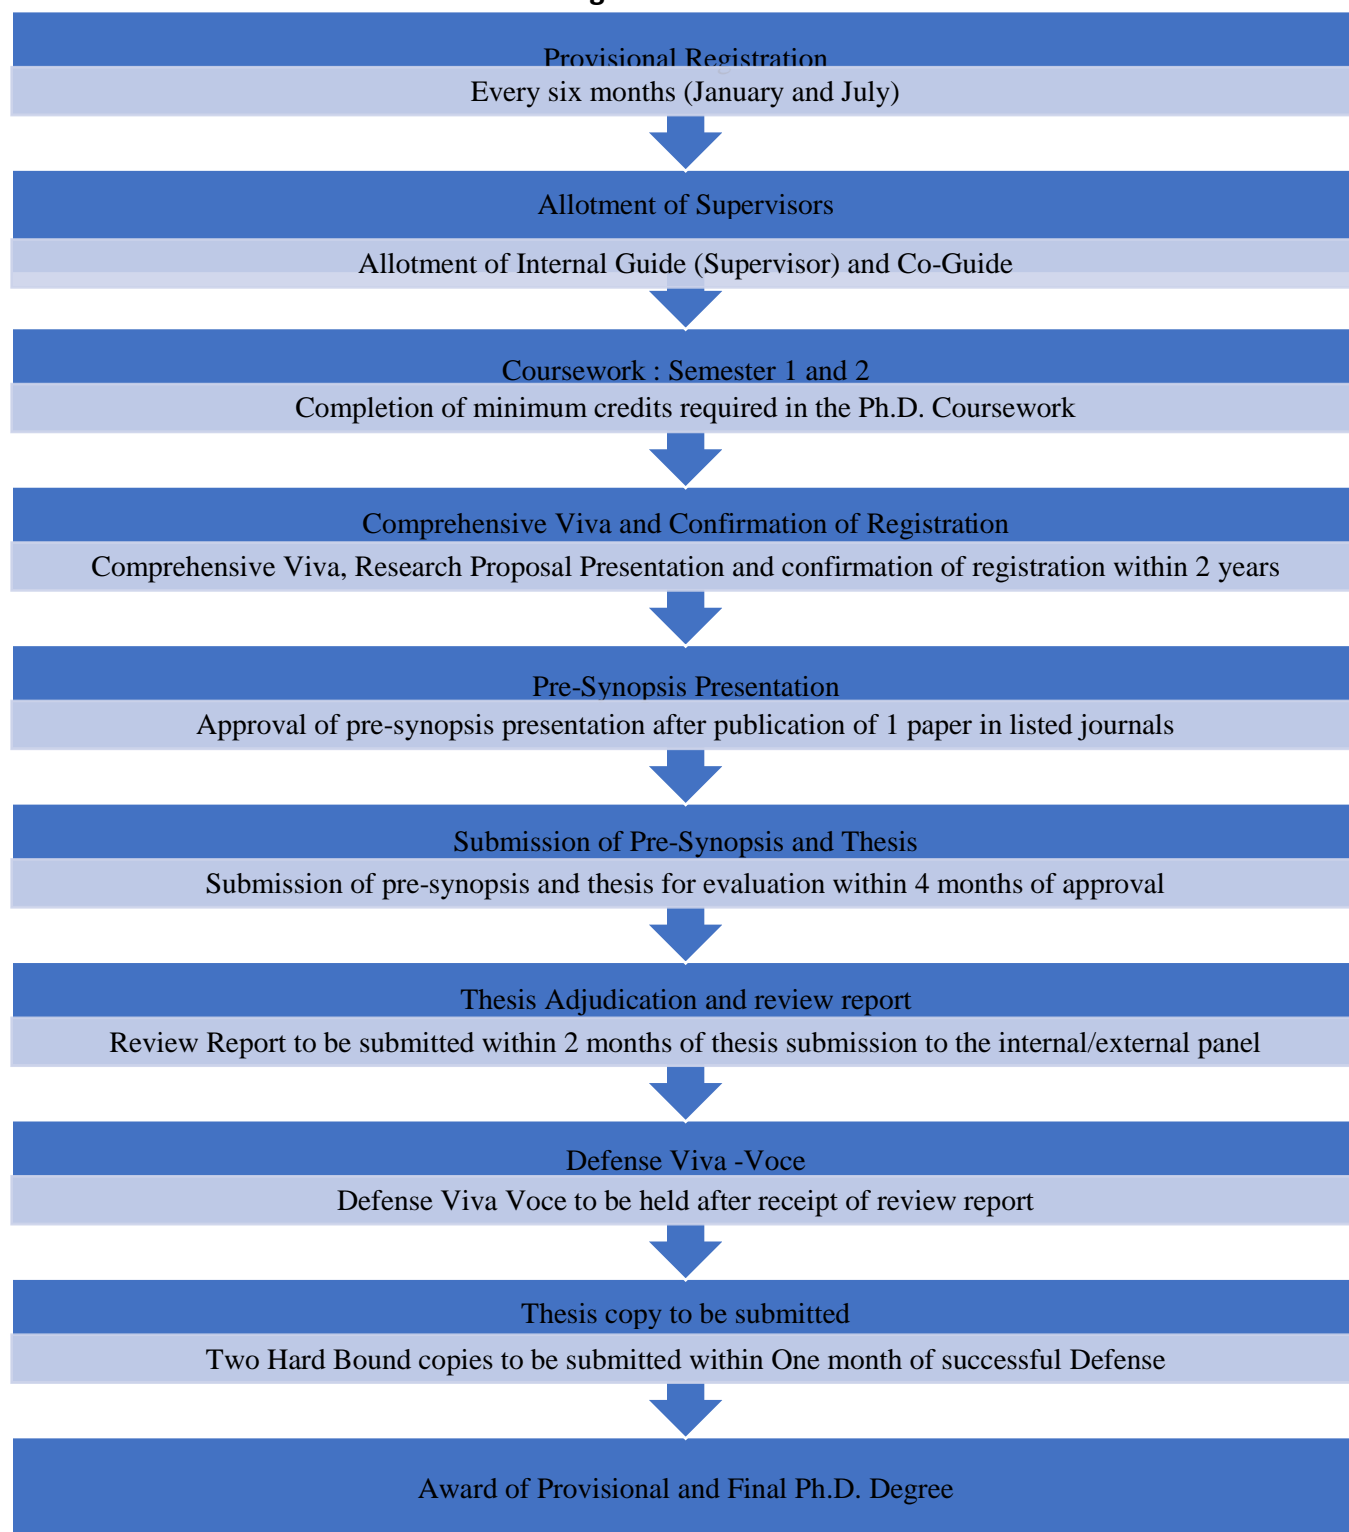 Provisional Registration
Every six months (January and July)
Allotment of Supervisors
Allotment of Internal Guide (Supervisor) and Co-Guide
Coursework : Semester 1 and 2
Completion of minimum credits required in the Ph.D. Coursework
Comprehensive Viva and Confirmation of Registration
Comprehensive Viva, Research Proposal Presentation and confirmation of registration within 2 years
Pre-Synopsis Presentation
Approval of pre-synopsis presentation after publication of 1 paper in listed journals
Submission of Pre-Synopsis and Thesis
Submission of pre-synopsis and thesis for evaluation within 4 months of approval
Thesis Adjudication and review report
Review Report to be submitted within 2 months of thesis submission to the internal/external panel
Defense Viva -Voce
Defense Viva Voce to be held after receipt of review report
Thesis copy to be submitted
Two Hard Bound copies to be submitted within One month of successful Defense
Award of Provisional and Final Ph.D. Degree